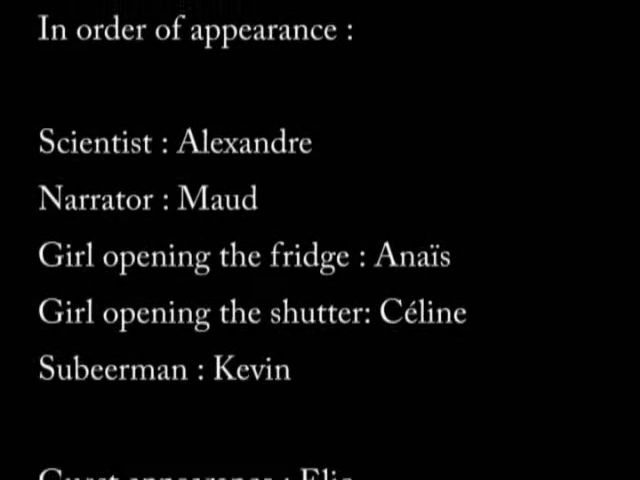 In order of appearance :
Scientist : Alexandre
Narrator : Maud
Girl opening the fridge : Anaïs
Girl opening the shutter: Céline
Subeerman : Kevin
Guest appearance :